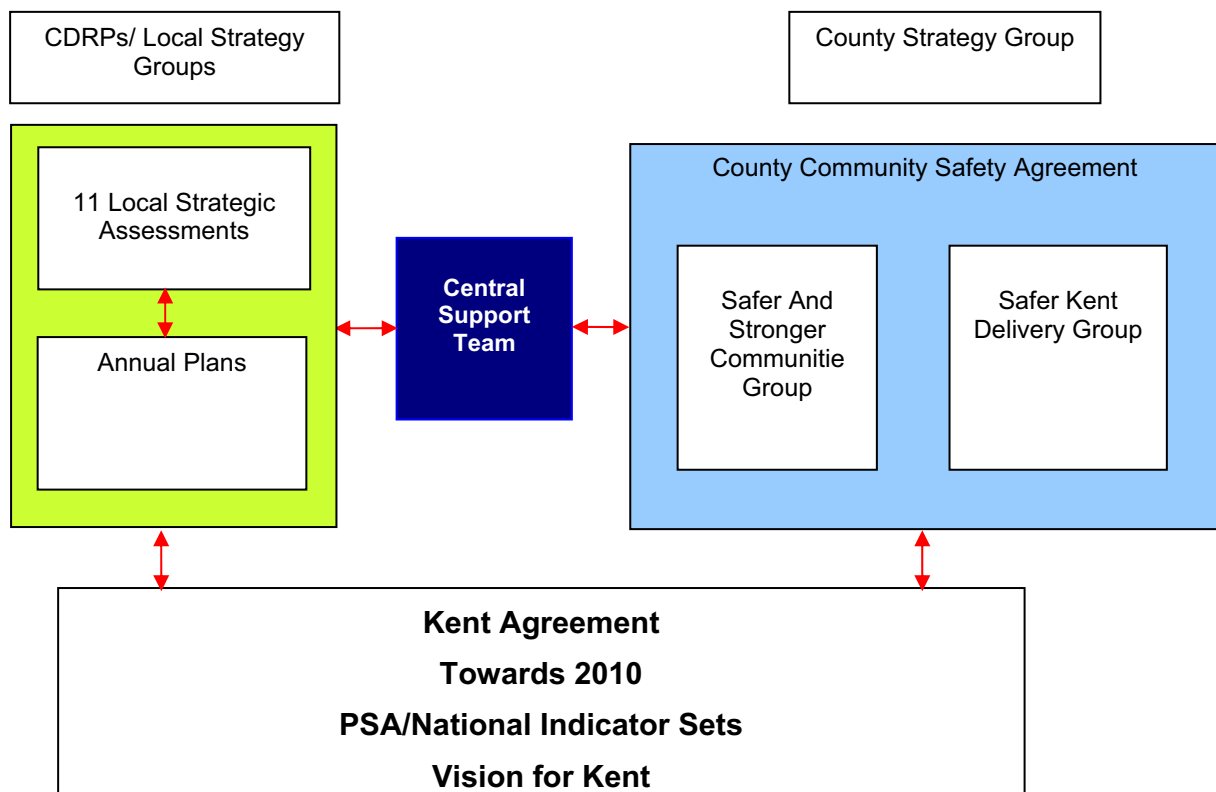 CDRPs/ Local Strategy
Groups
County Strategy Group
11 Local Strategic
Assessments
Annual Plans
Central
Support
Team
County Community Safety Agreement
Safer And
Stronger
Communitie
Group
Safer Kent
Delivery Group
Kent Agreement
Towards 2010
PSA/National Indicator Sets
Vision for Kent